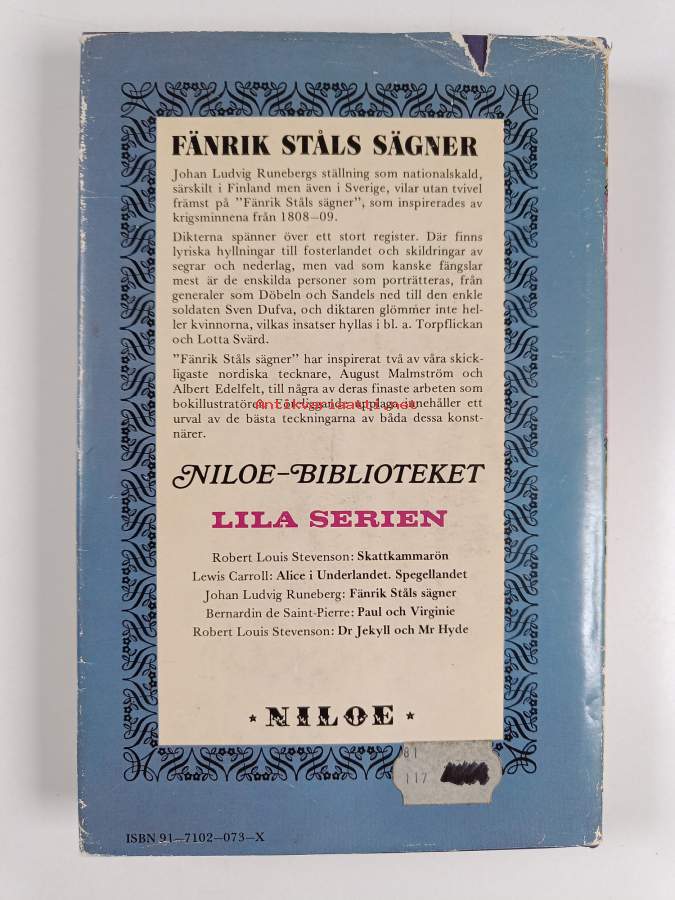 FÄNRIK STÅLS SÄGNER
Johan Ludvig Runebergs ställning som nationalskald,
särskilt i Finland men även i Sverige, vilar utan tvivel
främst på "Fänrik Ståls sägner", som inspirerades av
krigsminnena från 1808—09.
Dikterna spänner över ett stort register. Där finns
lyriska hyllningar till fosterlandet och skildringar av
segrar och nederlag, men vad som kanske fängslar
mest är de enskilda personer som porträtteras, från
generaler som Döbeln och Sandels ned till den enkle
soldaten Sven Dufva, och diktaren glömmer inte hel-
ler kvinnorna, vilkas insatser hyllas i bl. a. Torpflickan
och Lotta Svärd.
"Fänrik Ståls sägner" har inspirerat två av våra skick-
ligaste nordiska tecknare, August Malmström och
Albert Edelfelt, till några av deras finaste arbeten som
bokillustratörer. Föreliggande upplaga innehåller ett
urval av de bästa teckningarna av båda dessa konst-
närer.
NILOE-BIBLIOTEKET
LILA SERIEN
Robert Louis Stevenson: Skattkammarön
Lewis Carroll: Alice i Underlandet. Spegellandet
Johan Ludvig Runeberg: Fänrik Ståls sägner
Bernardin de Saint-Pierre: Paul och Virginie
Robert Louis Stevenson: Dr Jekyll och Mr Hyde
* NILOE *
81
117
ISBN 91—7102—073—X